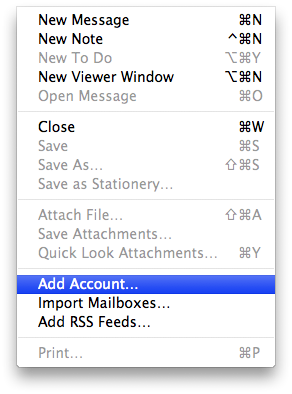 New Message ⌘N
New Note ^⌘N
New To Do ⌥⌘Y
New Viewer Window ⌥⌘N
Open Message ⌘O
Close ⌘W
Save ⌘S
Save As... ⇧⌘S
Save as Stationery...
Attach File... ⇧⌘A
Save Attachments...
Quick Look Attachments... ⌘Y
Add Account...
Import Mailboxes...
Add RSS Feeds...
Print... ⌘P